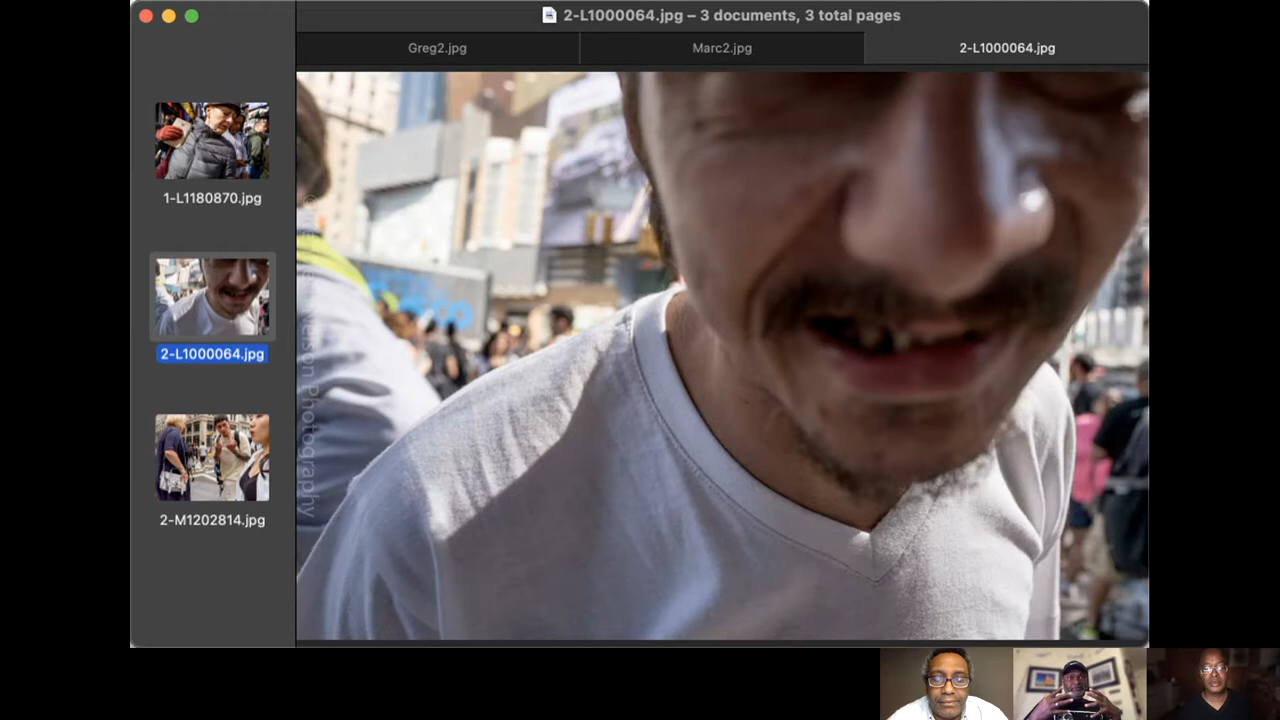 2-L1000064.jpg – 3 documents, 3 total pages
Greg2.jpg
Marc2.jpg
2-L1000064.jpg
1-L1180870.jpg
2-L1000064.jpg
2-M1202814.jpg
Photography